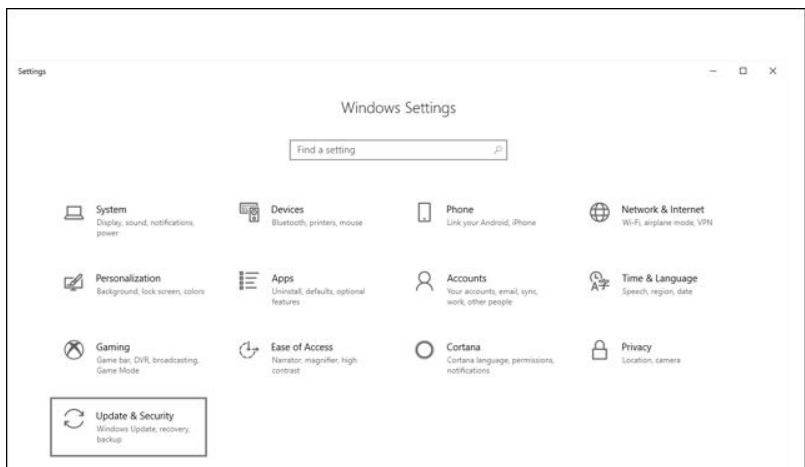 Settings
Windows Settings
Find a setting
System
Display, sound, notifications,
power
Devices
Bluetooth, printers, mouse
Phone
Link your Android, iPhone
Network & Internet
Wi-Fi, airplane mode, VPN
Personalization
Background, lock screen, colors
Apps
Uninstall, defaults, optional
features
Accounts
Your accounts, email, sync,
work, other people
Time & Language
Speech, region, date
Gaming
Game bar, DVR, broadcasting,
Game Mode
Ease of Access
Narrator, magnifier, high
contrast
Cortana
Cortana language, permissions,
notifications
Privacy
Location, camera
Update & Security
Windows Update, recovery,
backup